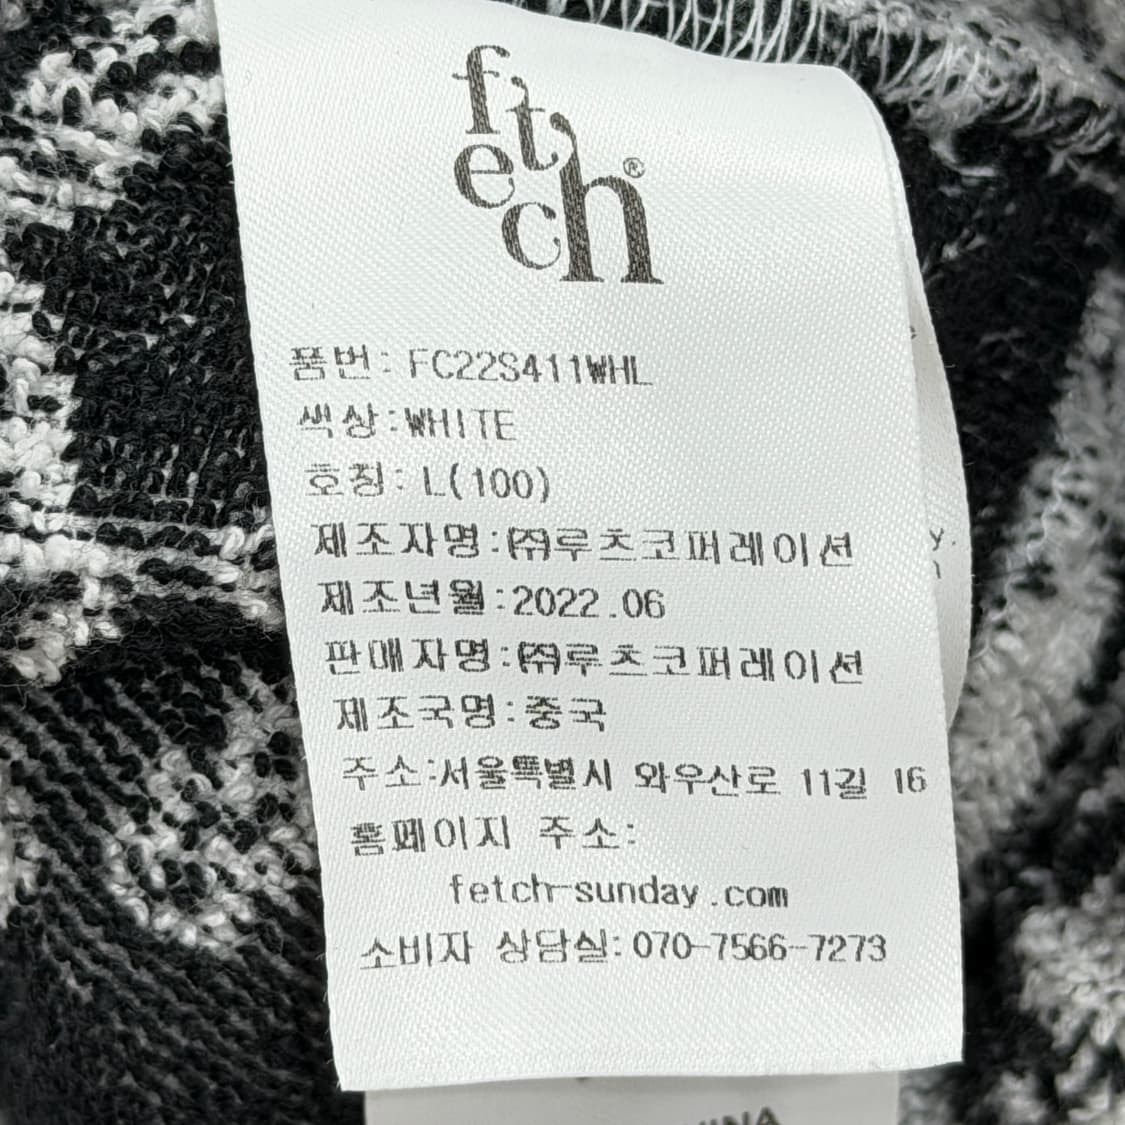 fetch®
품번: FC22S411WHL
색상:WHITE
호칭: L(100)
제조자명:㈜루츠코퍼레이션
제조년월:2022.06
판매자명:㈜루츠코퍼레이션
제조국명:중국
주소:서울특별시 와우산로 11길 16
홈페이지 주소:
fetch-sunday.com
소비자 상담실: 070-7566-7273